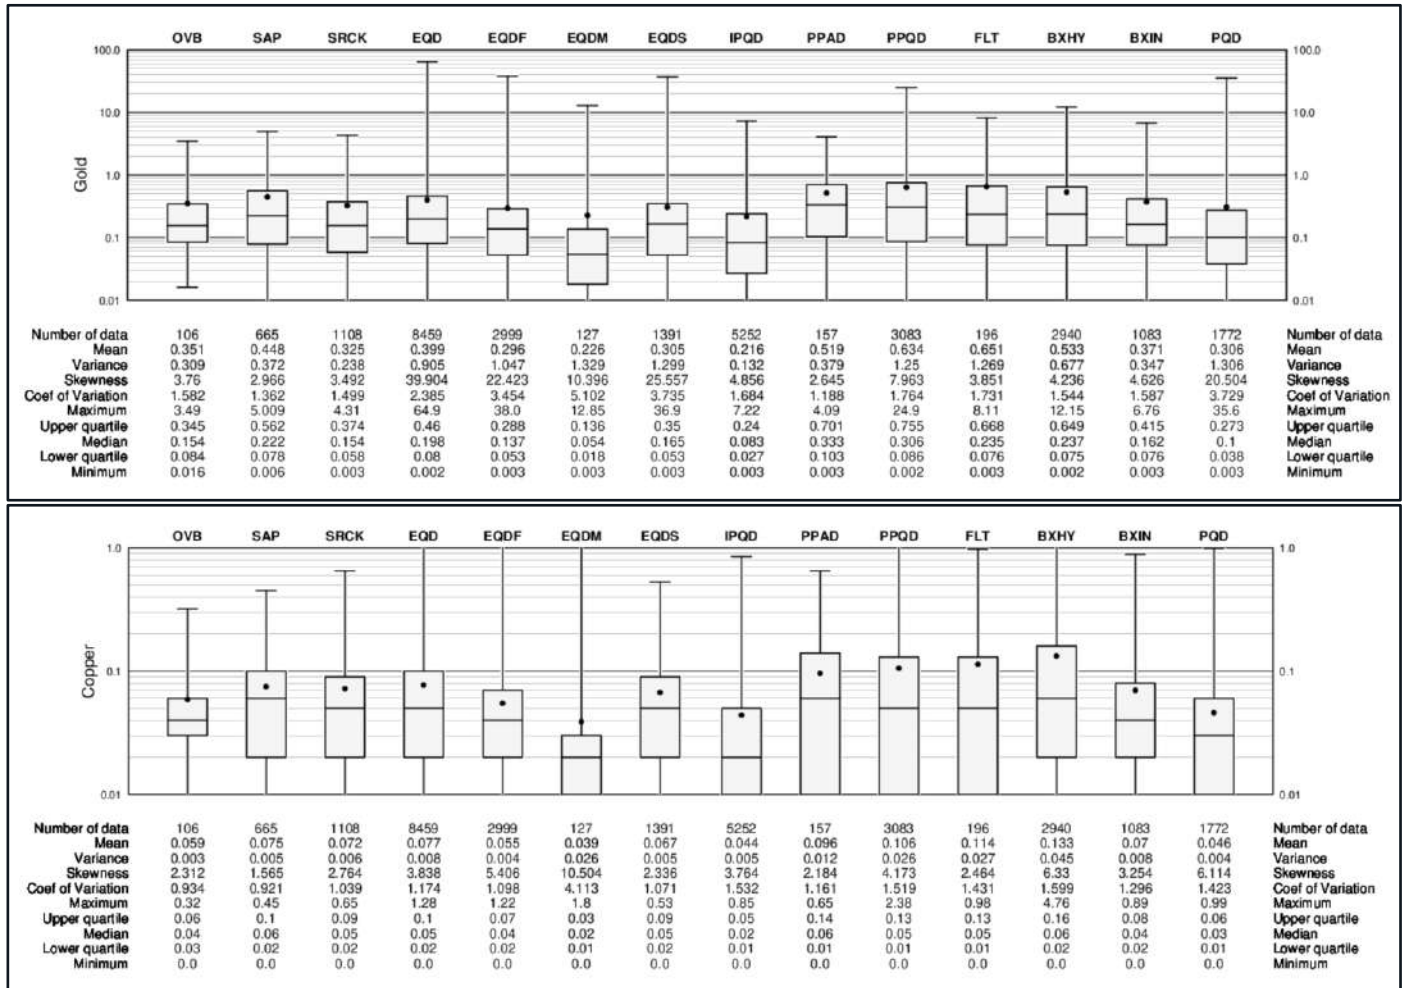 OVB SAP SRCK EQD EQDF EQDM EQDS IPQD PPAD PPQD FLT BXHY BXIN PQD
100.0 100.0
10.0 10.0
1.0 1.0
Gold
0.1 0.1
0.01 0.01
Number of data 106 665 1108 8459 2999 127 1391 5252 157 3083 196 2940 1083 1772 Number of data
Mean 0.351 0.448 0.325 0.399 0.296 0.226 0.305 0.216 0.519 0.634 0.651 0.533 0.371 0.306 Mean
Variance 0.309 0.372 0.238 0.905 1.047 1.329 1.299 0.132 0.379 1.25 1.269 0.677 0.347 1.306 Variance
Skewness 3.76 2.966 3.492 39.904 22.423 10.396 25.557 4.856 2.645 7.963 3.851 4.236 4.626 20.504 Skewness
Coef of Variation 1.582 1.362 1.499 2.385 3.454 5.102 3.735 1.684 1.188 1.764 1.731 1.544 1.587 3.729 Coef of Variation
Maximum 3.49 5.009 4.31 64.9 38.0 12.85 36.9 7.22 4.09 24.9 8.11 12.15 6.76 35.6 Maximum
Upper quartile 0.345 0.562 0.374 0.46 0.288 0.136 0.35 0.24 0.701 0.755 0.668 0.649 0.415 0.273 Upper quartile
Median 0.154 0.222 0.154 0.198 0.137 0.054 0.165 0.083 0.333 0.306 0.235 0.237 0.162 0.1 Median
Lower quartile 0.084 0.078 0.058 0.08 0.053 0.018 0.053 0.027 0.103 0.086 0.076 0.075 0.076 0.038 Lower quartile
Minimum 0.016 0.006 0.003 0.002 0.003 0.003 0.003 0.003 0.003 0.002 0.003 0.002 0.003 0.003 Minimum
OVB SAP SRCK EQD EQDF EQDM EQDS IPQD PPAD PPQD FLT BXHY BXIN PQD
1.0 1.0
Copper
0.1 0.1
0.01 0.01
Number of data 106 665 1108 8459 2999 127 1391 5252 157 3083 196 2940 1083 1772 Number of data
Mean 0.059 0.075 0.072 0.077 0.055 0.039 0.067 0.044 0.096 0.106 0.114 0.133 0.07 0.046 Mean
Variance 0.003 0.005 0.006 0.008 0.004 0.026 0.005 0.005 0.012 0.026 0.027 0.045 0.008 0.004 Variance
Skewness 2.312 1.565 2.764 3.838 5.406 10.504 2.336 3.764 2.184 4.173 2.464 6.33 3.254 6.114 Skewness
Coef of Variation 0.934 0.921 1.039 1.174 1.098 4.113 1.071 1.532 1.161 1.519 1.431 1.599 1.296 1.423 Coef of Variation
Maximum 0.32 0.45 0.65 1.28 1.22 1.8 0.53 0.85 0.65 2.38 0.98 4.76 0.89 0.99 Maximum
Upper quartile 0.06 0.1 0.09 0.1 0.07 0.03 0.09 0.05 0.14 0.13 0.13 0.16 0.08 0.06 Upper quartile
Median 0.04 0.06 0.05 0.05 0.04 0.02 0.05 0.02 0.06 0.05 0.05 0.06 0.04 0.03 Median
Lower quartile 0.03 0.02 0.02 0.02 0.02 0.01 0.02 0.01 0.01 0.01 0.01 0.02 0.02 0.01 Lower quartile
Minimum 0.0 0.0 0.0 0.0 0.0 0.0 0.0 0.0 0.0 0.0 0.0 0.0 0.0 0.0 Minimum